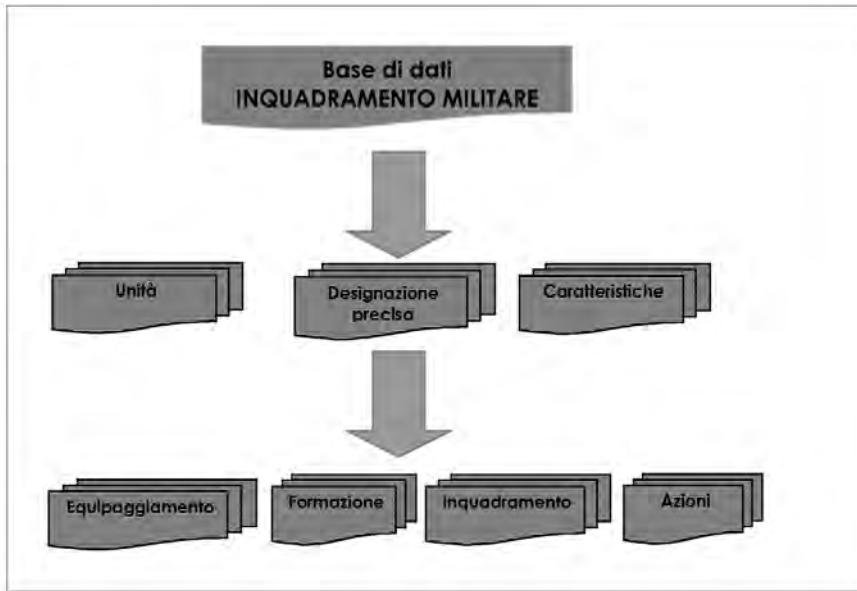 Base di dati
INQUADRAMENTO MILITARE
Unità
Designazione
precisa
Caratteristiche
Equipaggiamento
Formazione
Inquadramento
Azioni